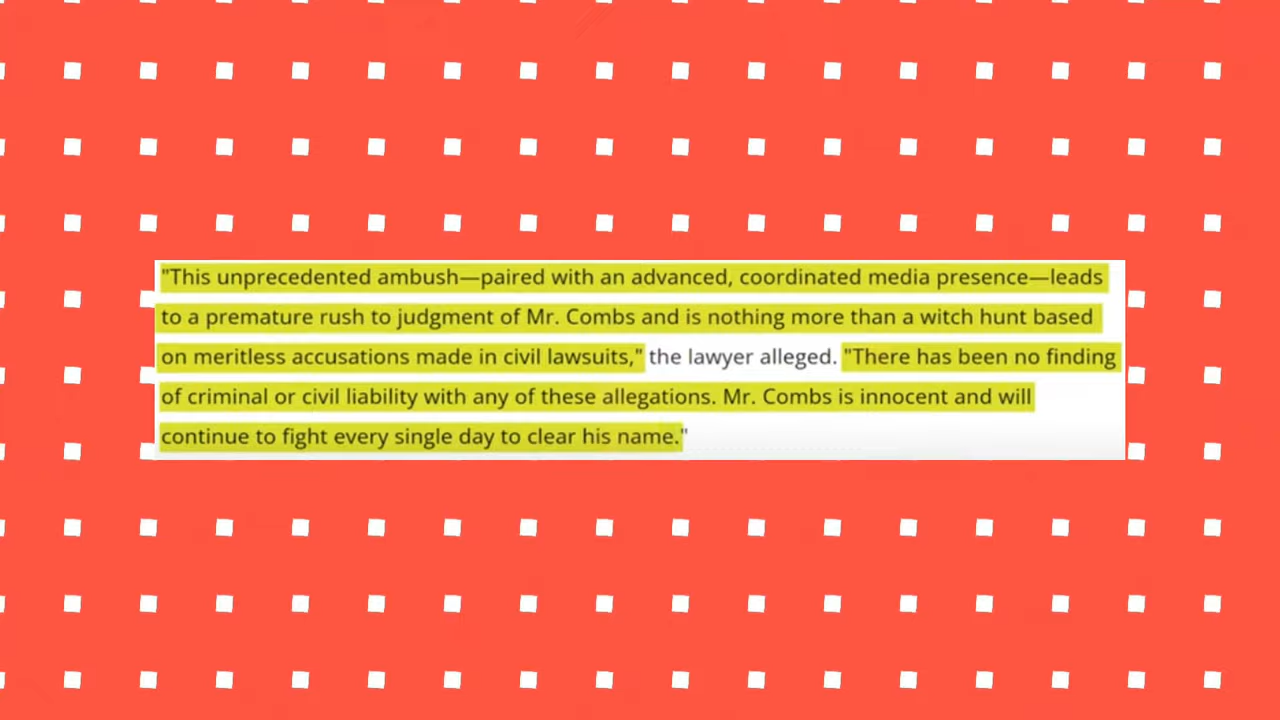 "This unprecedented ambush—paired with an advanced, coordinated media presence—leads
to a premature rush to judgment of Mr. Combs and is nothing more than a witch hunt based
on meritless accusations made in civil lawsuits," the lawyer alleged. "There has been no finding
of criminal or civil liability with any of these allegations. Mr. Combs is innocent and will
continue to fight every single day to clear his name."